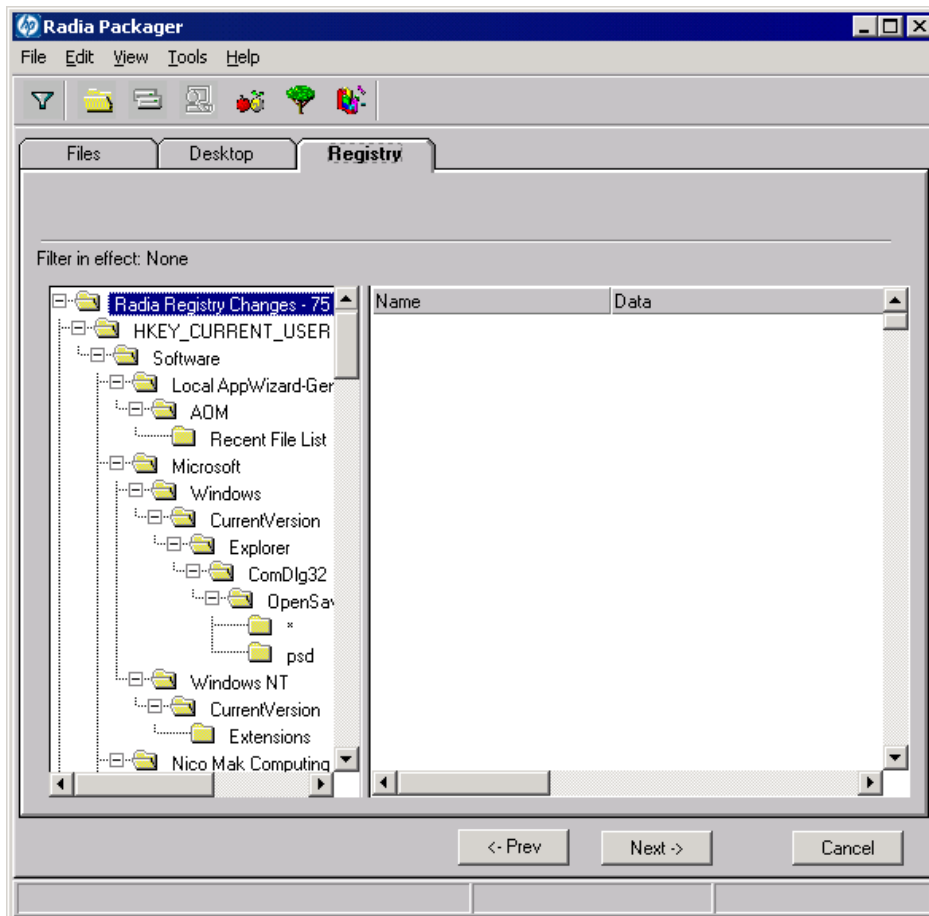 hp Radia Packager
File Edit View Tools Help
Files Desktop Registry
Filter in effect: None
Name Data
Radia Registry Changes - 75
HKEY_CURRENT_USER
Software
Local AppWizard-Ger
AOM
Recent File List
Microsoft
Windows
CurrentVersion
Explorer
ComDlg32
OpenSav
*
psd
Windows NT
CurrentVersion
Extensions
Nico Mak Computing
<- Prev Next -> Cancel